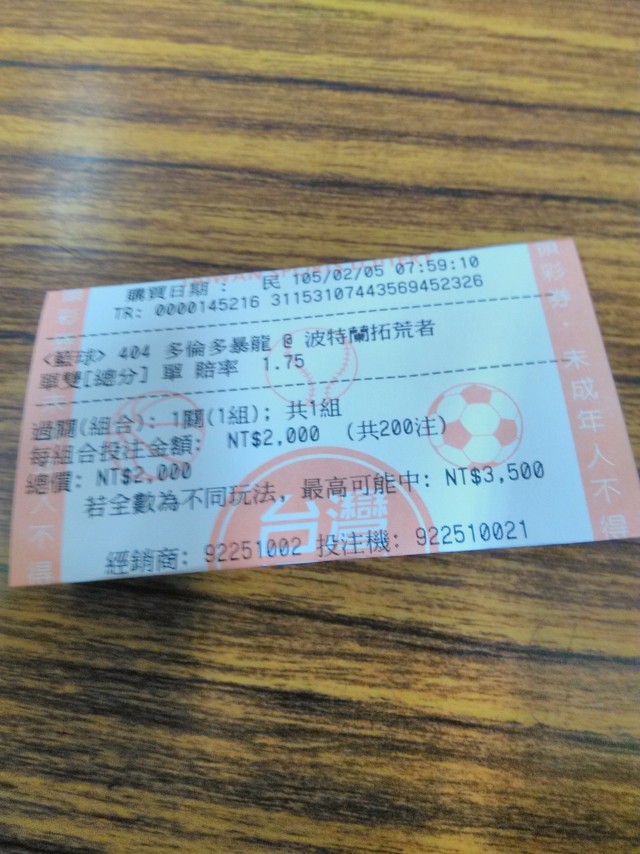 購買日期： 民 105/02/05 07:59:10
TR: 0000145216 31153107443569452326
<籃球> 404 多倫多暴龍 @ 波特蘭拓荒者
單雙[總分] 單 賠率 1.75
過關(組合): 1關(1組); 共1組
每組合投注金額: NT$2,000 (共200注)
總價: NT$2,000
若全數為不同玩法, 最高可能中: NT$3,500
台灣
經銷商: 92251002 投注機: 922510021
彩券．未成年人不得
人不得